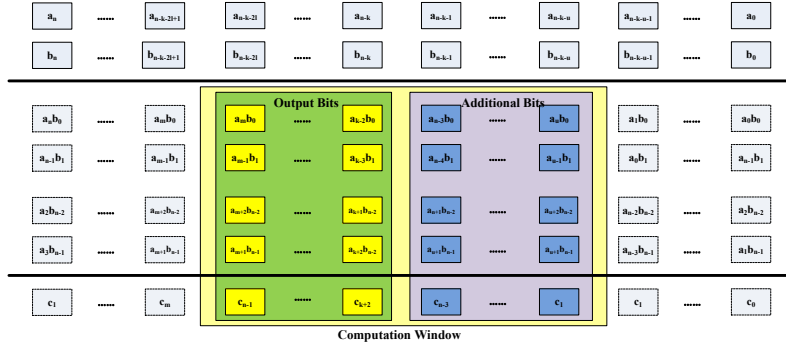 aₙ ...... aₙ₋ₖ₋₂ₗ₊₁ aₙ₋ₖ₋₂ₗ ...... aₙ₋ₖ aₙ₋ₖ₋₁ ...... aₙ₋ₖ₋ᵤ aₙ₋ₖ₋ᵤ₋₁ ...... a₀
bₙ ...... bₙ₋ₖ₋₂ₗ₊₁ bₙ₋ₖ₋₂ₗ ...... bₙ₋ₖ bₙ₋ₖ₋₁ ...... bₙ₋ₖ₋ᵤ bₙ₋ₖ₋ᵤ₋₁ ...... b₀
Output Bits Additional Bits
aₙb₀ ...... aₘb₀ aₘb₀ ...... aₖ₋₂b₀ aₙ₋₃b₀ ...... aᵤb₀ a₁b₀ ...... a₀b₀
aₙ₋₁b₁ ...... aₘ₋₁b₁ aₘ₋₁b₁ ...... aₖ₋₃b₁ aₙ₋₄b₁ ...... aₙ₋₁b₁ a₀b₁ ...... aₙ₋₁b₁
a₂bₙ₋₂ ...... aₘ₊₂bₙ₋₂ aₘ₊₂bₙ₋₂ ...... aₖ₊₁bₙ₋₂ aₙ₊₁bₙ₋₂ ...... aₙ₊₂bₙ₋₂ aₙ₋₂bₙ₋₂ ...... a₂bₙ₋₂
a₃bₙ₋₁ ...... aₘ₊₁bₙ₋₁ aₘ₊₁bₙ₋₁ ...... aₖ₊₂bₙ₋₂ aₙ₊₁bₙ₋₁ ...... aₙ₊₁bₙ₋₁ aₙ₋₃bₙ₋₁ ...... a₁bₙ₋₁
c₁ ...... cₘ cₙ₋₁ ...... cₖ₊₂ cₙ₋₃ ...... c₁ c₁ ...... c₀
Computation Window